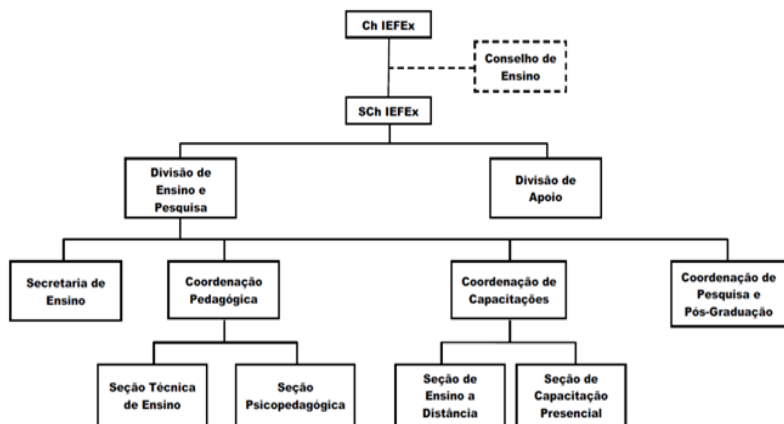 Ch IEFEx
Conselho de
Ensino
SCh IEFEx
Divisão de
Ensino e
Pesquisa
Divisão de
Apoio
Secretaria de
Ensino
Coordenação
Pedagógica
Coordenação de
Capacitações
Coordenação de
Pesquisa e
Pós-Graduação
Seção Técnica
de Ensino
Seção
Psicopedagógica
Seção de
Ensino a
Distância
Seção de
Capacitação
Presencial